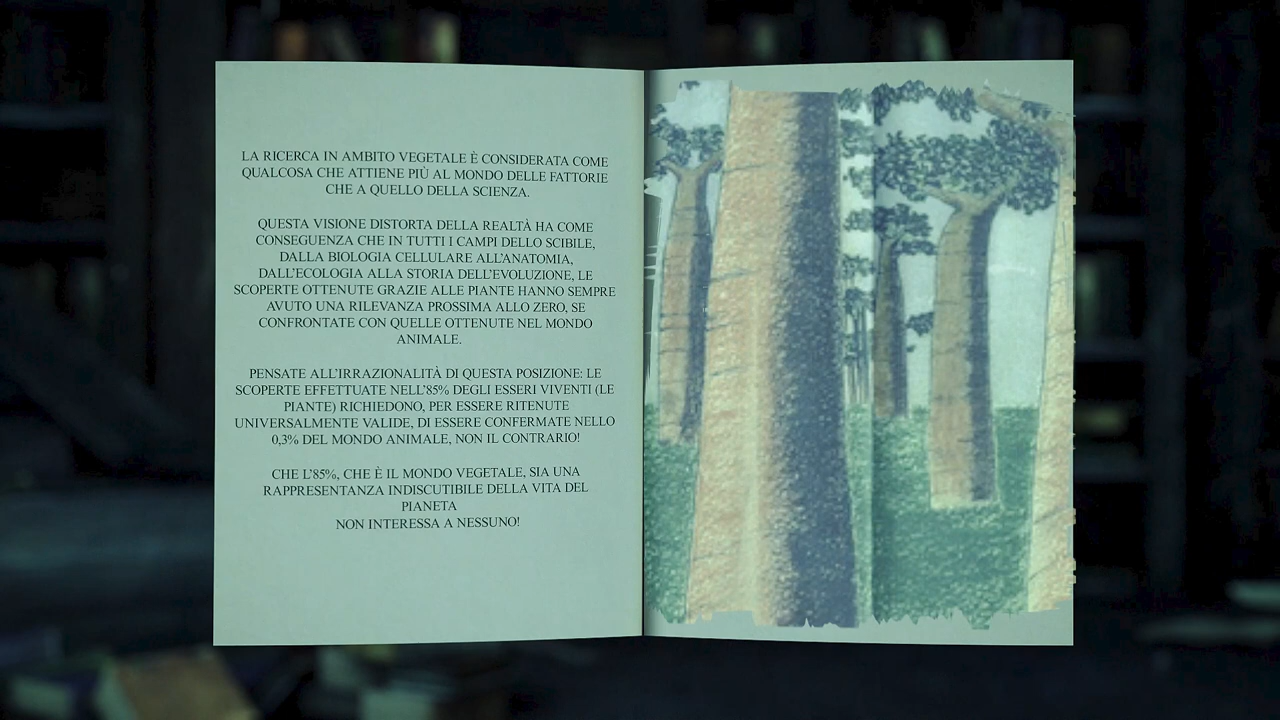 LA RICERCA IN AMBITO VEGETALE È CONSIDERATA COME
QUALCOSA CHE ATTIENE PIÙ AL MONDO DELLE FATTORIE
CHE A QUELLO DELLA SCIENZA.
QUESTA VISIONE DISTORTA DELLA REALTÀ HA COME
CONSEGUENZA CHE IN TUTTI I CAMPI DELLO SCIBILE,
DALLA BIOLOGIA CELLULARE ALL'ANATOMIA,
DALL'ECOLOGIA ALLA STORIA DELL'EVOLUZIONE, LE
SCOPERTE OTTENUTE GRAZIE ALLE PIANTE HANNO SEMPRE
AVUTO UNA RILEVANZA PROSSIMA ALLO ZERO, SE
CONFRONTATE CON QUELLE OTTENUTE NEL MONDO
ANIMALE.
PENSATE ALL'IRRAZIONALITÀ DI QUESTA POSIZIONE: LE
SCOPERTE EFFETTUATE NELL'85% DEGLI ESSERI VIVENTI (LE
PIANTE) RICHIEDONO, PER ESSERE RITENUTE
UNIVERSALMENTE VALIDE, DI ESSERE CONFERMATE NELLO
0,3% DEL MONDO ANIMALE, NON IL CONTRARIO!
CHE L'85%, CHE È IL MONDO VEGETALE, SIA UNA
RAPPRESENTANZA INDISCUTIBILE DELLA VITA DEL
PIANETA
NON INTERESSA A NESSUNO!